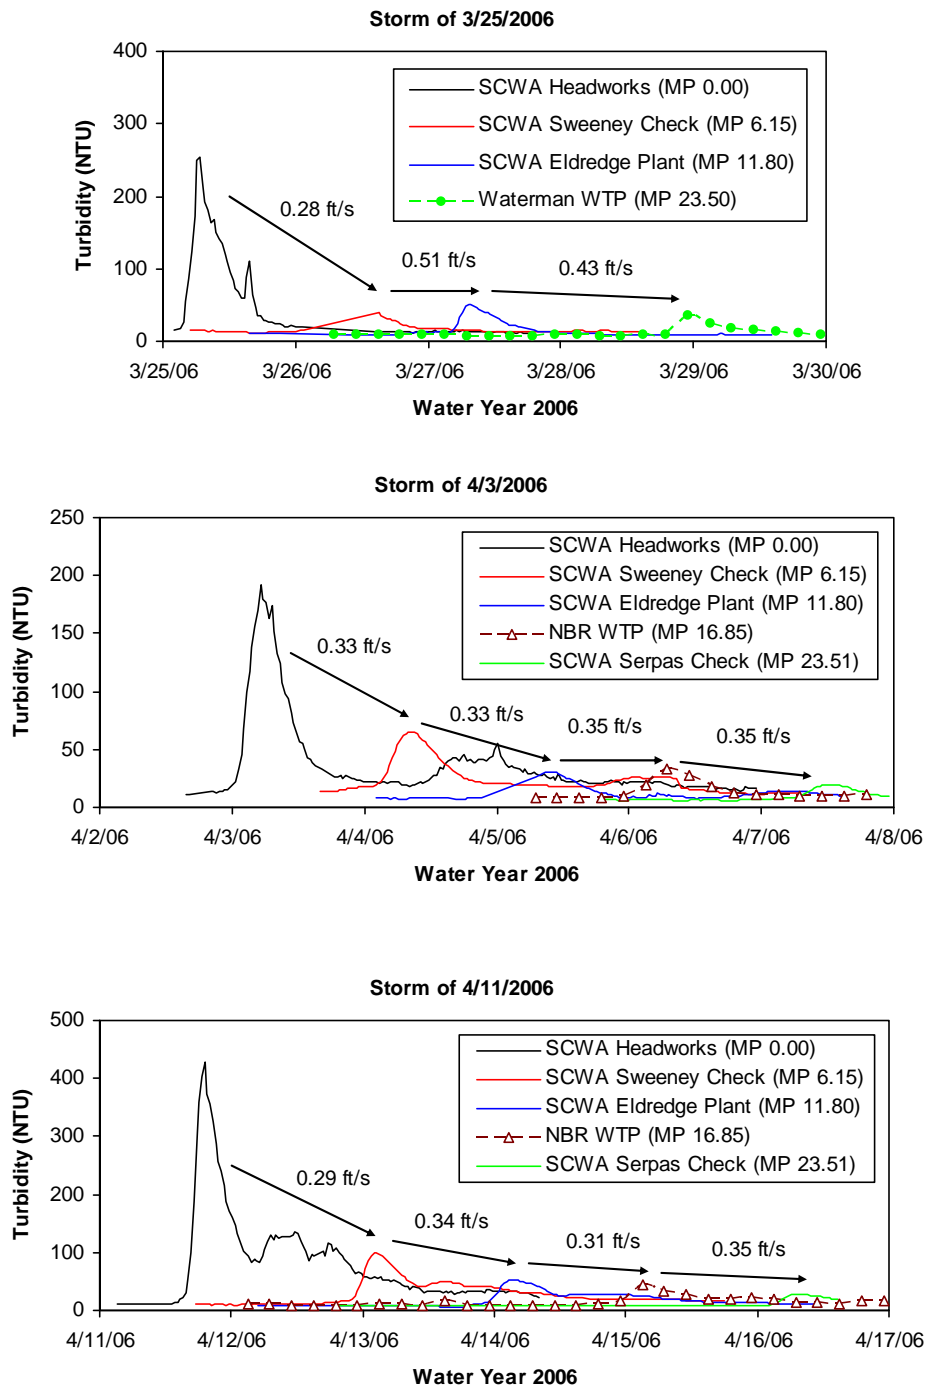 Storm of 3/25/2006
400
300
200
100
0
Turbidity (NTU)
SCWA Headworks (MP 0.00)
SCWA Sweeney Check (MP 6.15)
SCWA Eldredge Plant (MP 11.80)
Waterman WTP (MP 23.50)
0.28 ft/s
0.51 ft/s
0.43 ft/s
3/25/06 3/26/06 3/27/06 3/28/06 3/29/06 3/30/06
Water Year 2006
Storm of 4/3/2006
250
200
150
100
50
0
Turbidity (NTU)
SCWA Headworks (MP 0.00)
SCWA Sweeney Check (MP 6.15)
SCWA Eldredge Plant (MP 11.80)
NBR WTP (MP 16.85)
SCWA Serpas Check (MP 23.51)
0.33 ft/s
0.33 ft/s
0.35 ft/s
0.35 ft/s
4/2/06 4/3/06 4/4/06 4/5/06 4/6/06 4/7/06 4/8/06
Water Year 2006
Storm of 4/11/2006
500
400
300
200
100
0
Turbidity (NTU)
SCWA Headworks (MP 0.00)
SCWA Sweeney Check (MP 6.15)
SCWA Eldredge Plant (MP 11.80)
NBR WTP (MP 16.85)
SCWA Serpas Check (MP 23.51)
0.29 ft/s
0.34 ft/s
0.31 ft/s
0.35 ft/s
4/11/06 4/12/06 4/13/06 4/14/06 4/15/06 4/16/06 4/17/06
Water Year 2006